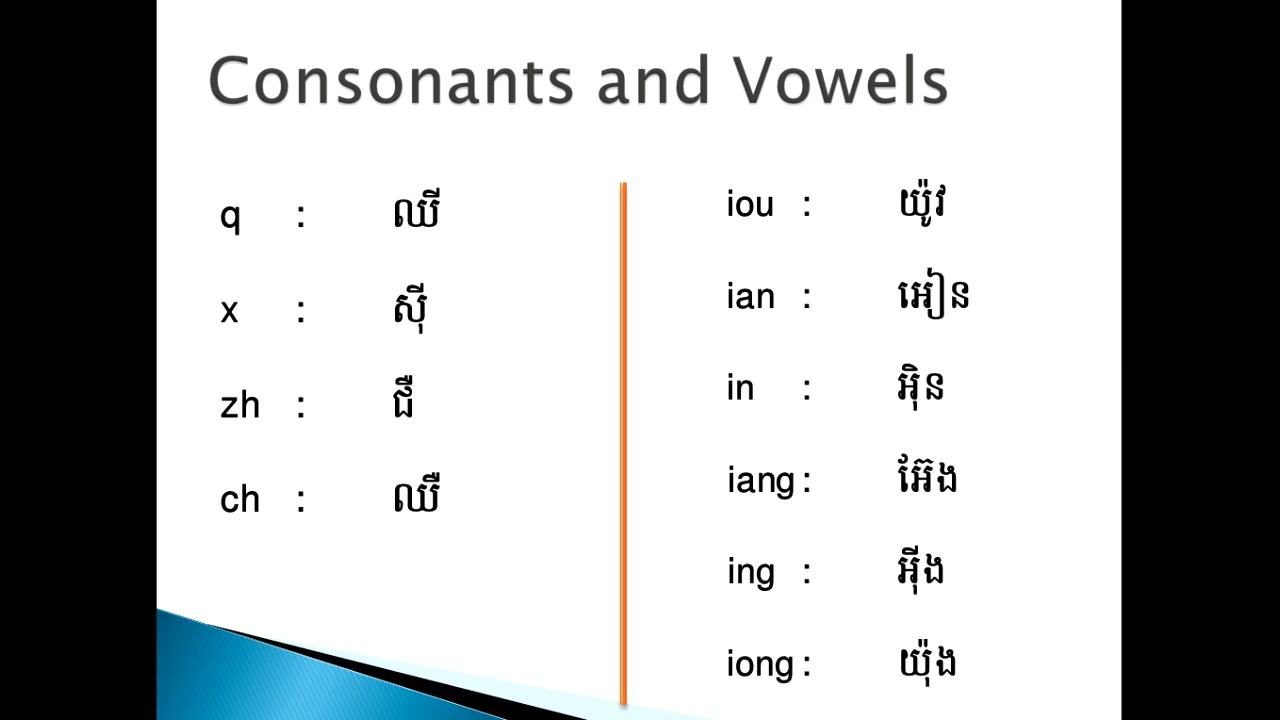 Consonants and Vowels
q : ឈី
x : ស៊ី
zh : ជឺ
ch : ឈឺ
iou : យ៉ូវ
ian : អៀន
in : អ៊ិន
iang : អ៊ែង
ing : អ៊ីង
iong : យ៉ុង